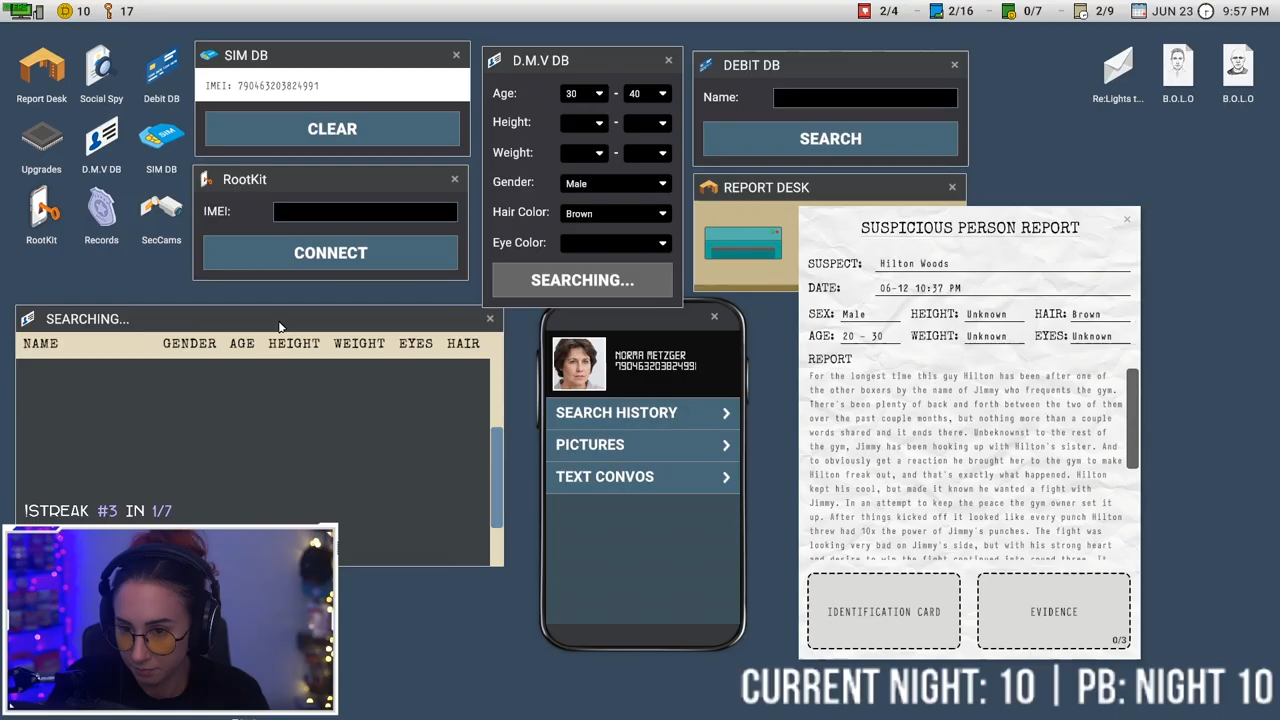 10
17
2/4
2/16
0/7
2/9
JUN 23
9:57 PM
Report Desk
Social Spy
Debit DB
Upgrades
D.M.V DB
SIM DB
RootKit
Records
SecCams
SIM DB
IMEI: 790463203824991
CLEAR
RootKit
IMEI:
CONNECT
D.M.V DB
Age:
30 - 40
Height:
-
Weight:
-
Gender:
Male
Hair Color:
Brown
Eye Color:
SEARCHING...
DEBIT DB
Name:
SEARCH
REPORT DESK
Re:Lights t...
B.O.L.O
B.O.L.O
SEARCHING...
NAME GENDER AGE HEIGHT WEIGHT EYES HAIR
!STREAK #3 IN 1/7
NORMA METZGER
790463203824991
SEARCH HISTORY
PICTURES
TEXT CONVOS
SUSPICIOUS PERSON REPORT
SUSPECT: Hilton Woods
DATE: 06-12 10:37 PM
SEX: Male HEIGHT: Unknown HAIR: Brown
AGE: 20 - 30 WEIGHT: Unknown EYES: Unknown
REPORT
For the longest time this guy Hilton has been after one of
the other boxers by the name of Jimmy who frequents the gym.
There's been plenty of back and forth between the two of them
over the past couple months, but nothing more than a couple
words shared and it ends there. Unbeknownst to the rest of
the gym, Jimmy has been hooking up with Hilton's sister. And
to obviously get a reaction he brought her to the gym to make
Hilton freak out, and that's exactly what happened. Hilton
kept his cool, but made it known he wanted a fight with
Jimmy. In an attempt to keep the peace the gym owner set it
up. After things kicked off it looked like every punch Hilton
threw had 10x the power of Jimmy's punches. The fight was
looking very bad on Jimmy's side, but with his strong heart
and desire to win the fight continued into round three. It
IDENTIFICATION CARD
EVIDENCE
0/3
CURRENT NIGHT: 10 | PB: NIGHT 10